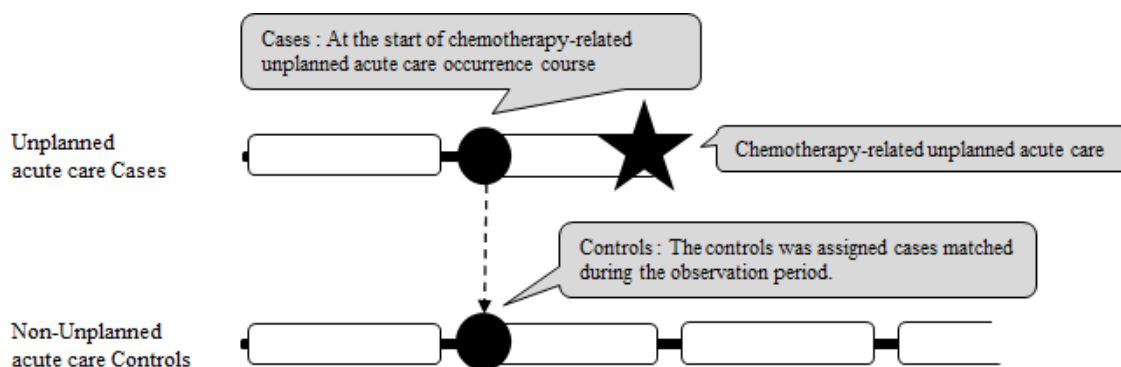 Cases : At the start of chemotherapy-related
unplanned acute care occurrence course
Unplanned
acute care Cases
Chemotherapy-related unplanned acute care
Controls : The controls was assigned cases matched
during the observation period.
Non-Unplanned
acute care Controls